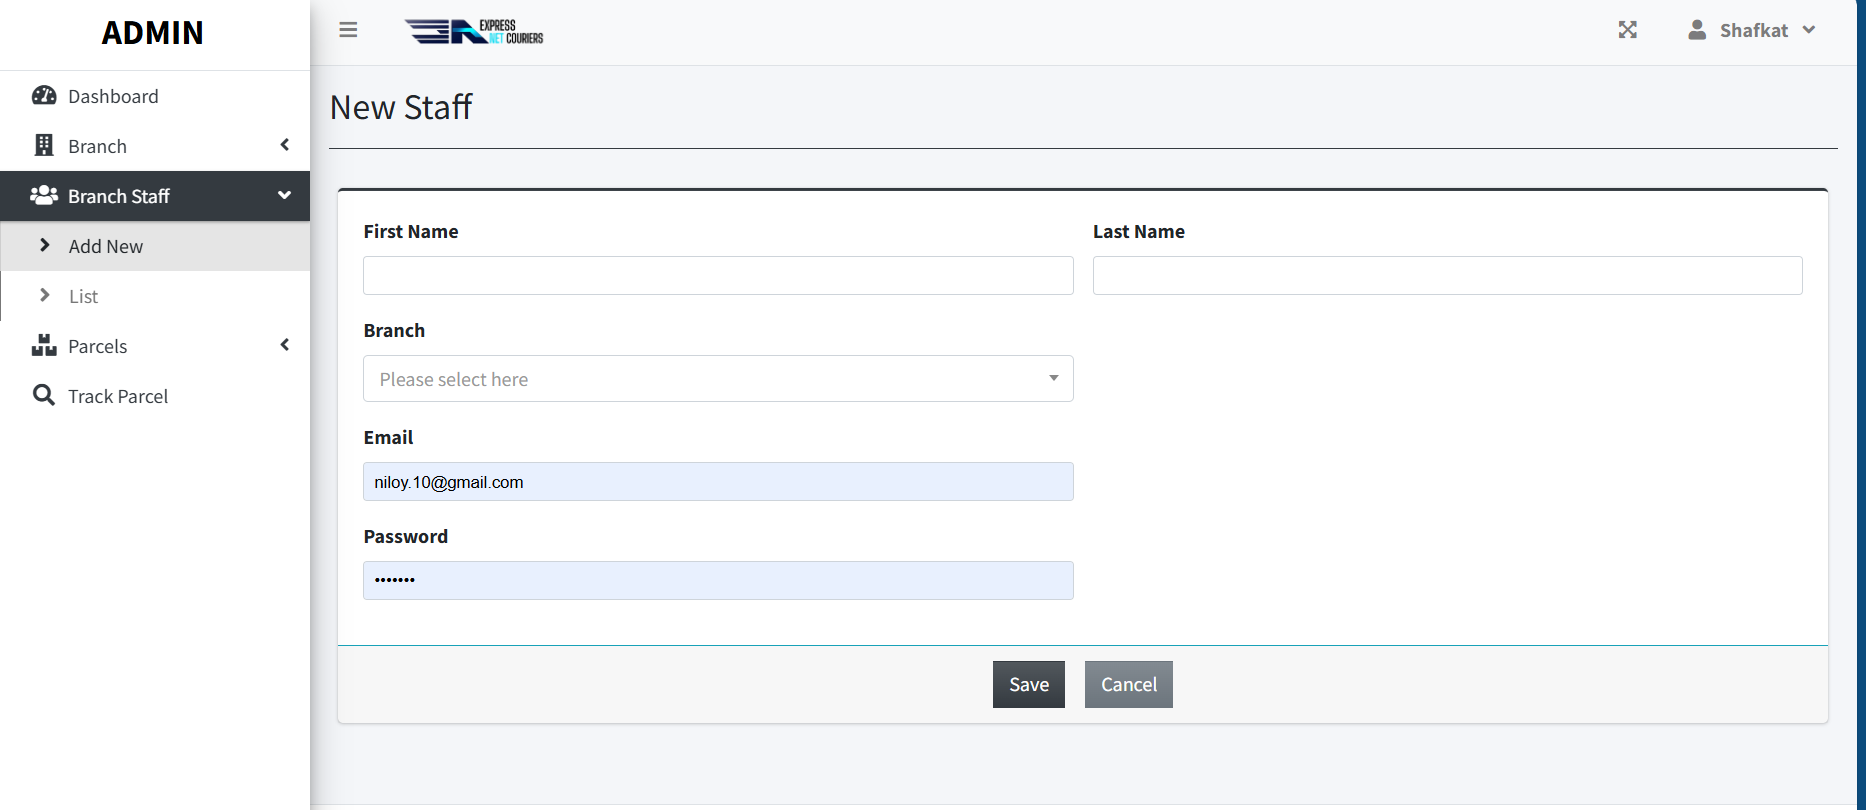 ADMIN
Dashboard
Branch
Branch Staff
Add New
List
Parcels
Track Parcel
EXPRESS
NET COURIERS
Shafkat
New Staff
First Name
Last Name
Branch
Please select here
Email
niloy.10@gmail.com
Password
•••••••
Save
Cancel